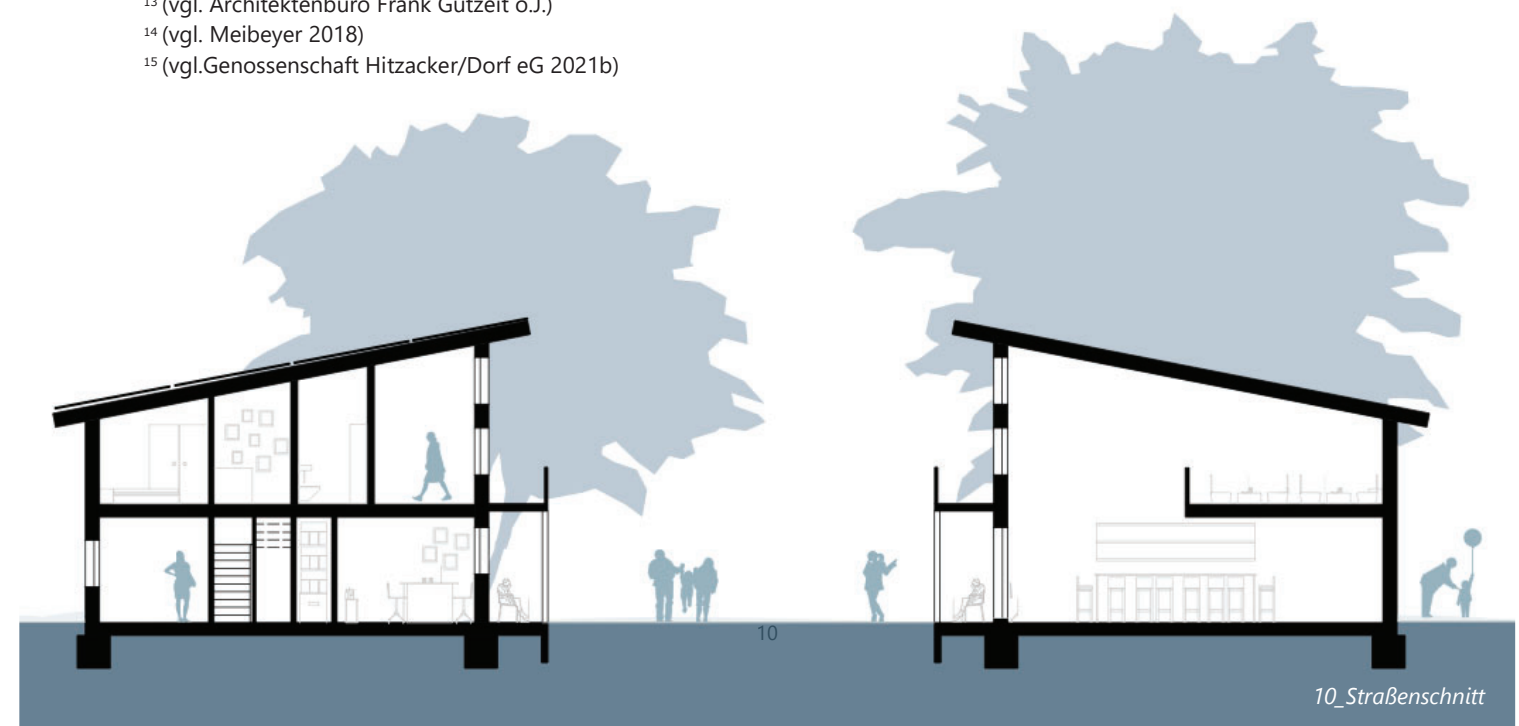 ¹³ (vgl. Architektenbüro Frank Gutzeit o.J.)
¹⁴ (vgl. Meibeyer 2018)
¹⁵ (vgl.Genossenschaft Hitzacker/Dorf eG 2021b)
10
10_Straßenschnitt